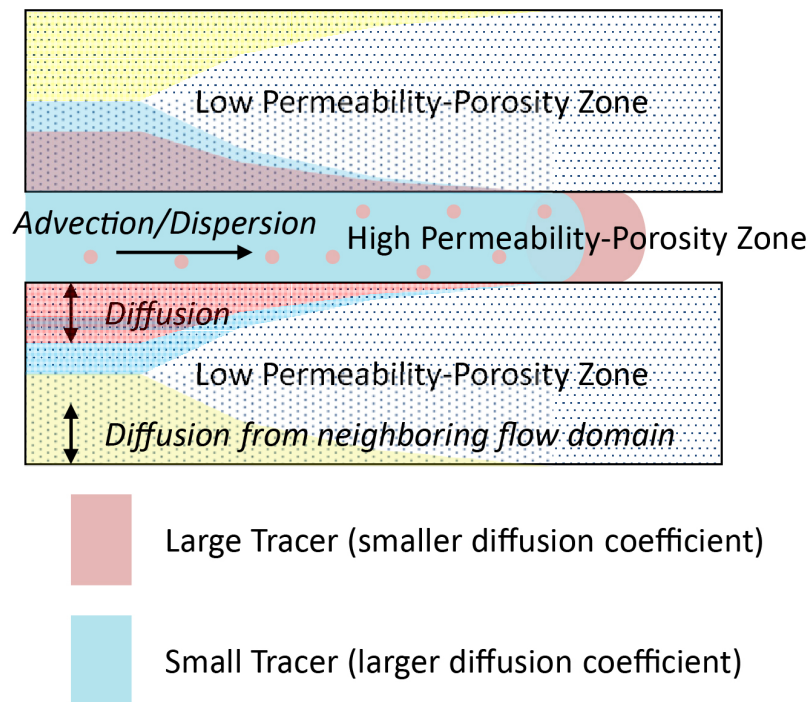 Low Permeability-Porosity Zone
Advection/Dispersion
High Permeability-Porosity Zone
Diffusion
Low Permeability-Porosity Zone
Diffusion from neighboring flow domain
Large Tracer (smaller diffusion coefficient)
Small Tracer (larger diffusion coefficient)